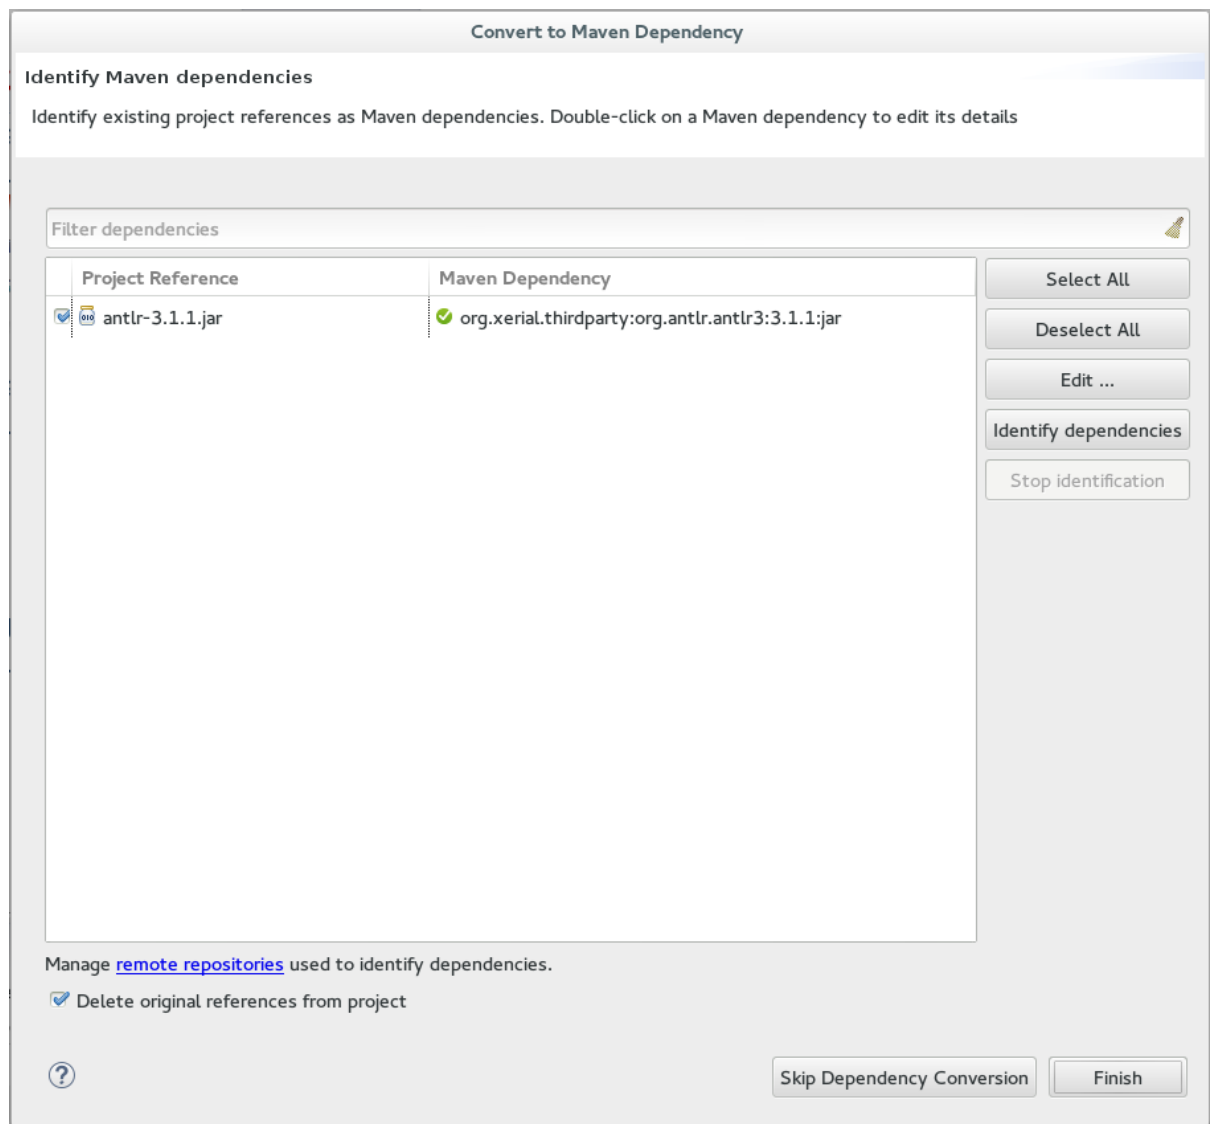 Convert to Maven Dependency
Identify Maven dependencies
Identify existing project references as Maven dependencies. Double-click on a Maven dependency to edit its details
Filter dependencies
Project Reference Maven Dependency
antlr-3.1.1.jar org.xerial.thirdparty:org.antlr.antlr3:3.1.1:jar
Select All
Deselect All
Edit ...
Identify dependencies
Stop identification
Manage remote repositories used to identify dependencies.
Delete original references from project
Skip Dependency Conversion Finish